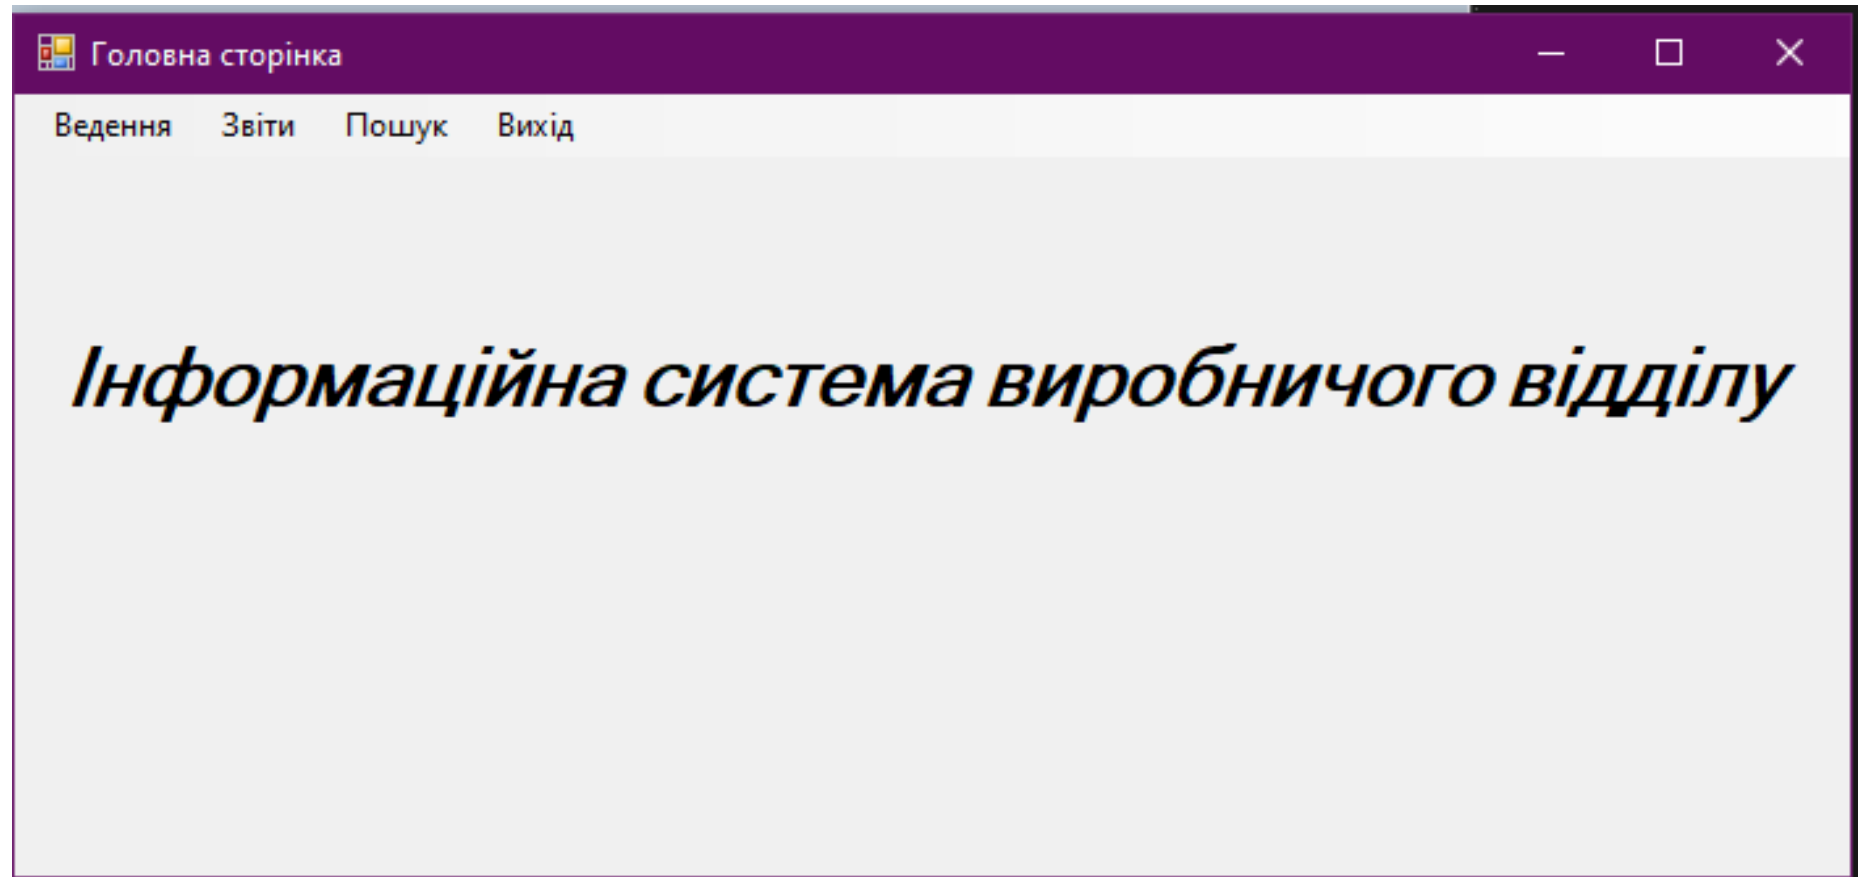 Головна сторінка
Ведення Звіти Пошук Вихід
Інформаційна система виробничого відділу